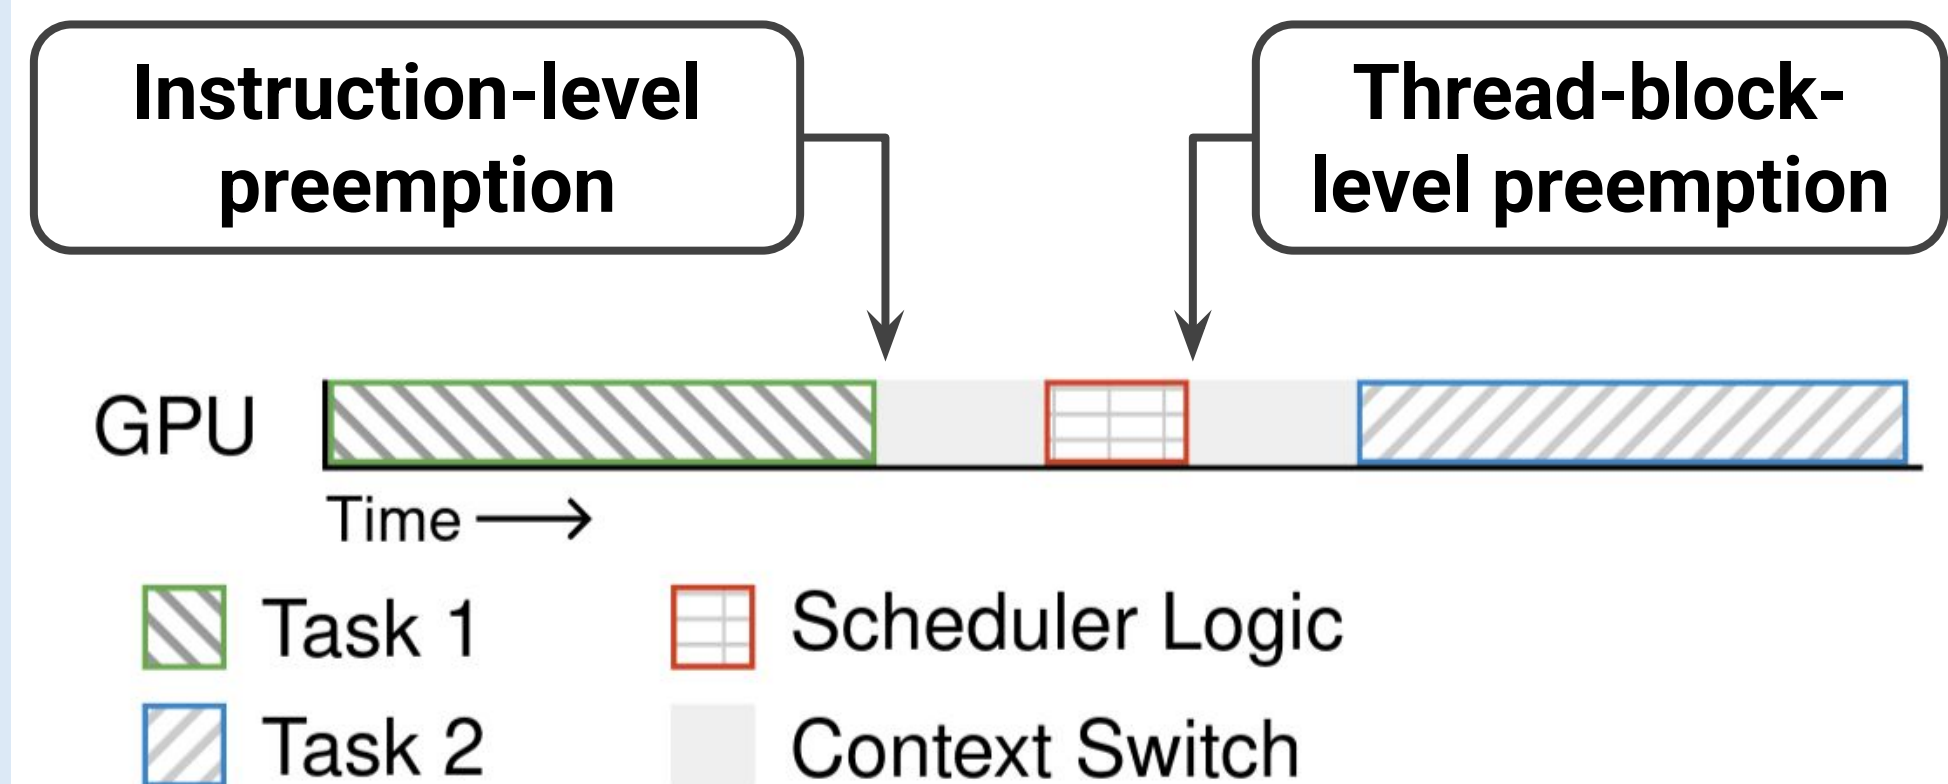 Instruction-level
preemption
Thread-block-
level preemption
GPU
Time
Task 1
Scheduler Logic
Task 2
Context Switch